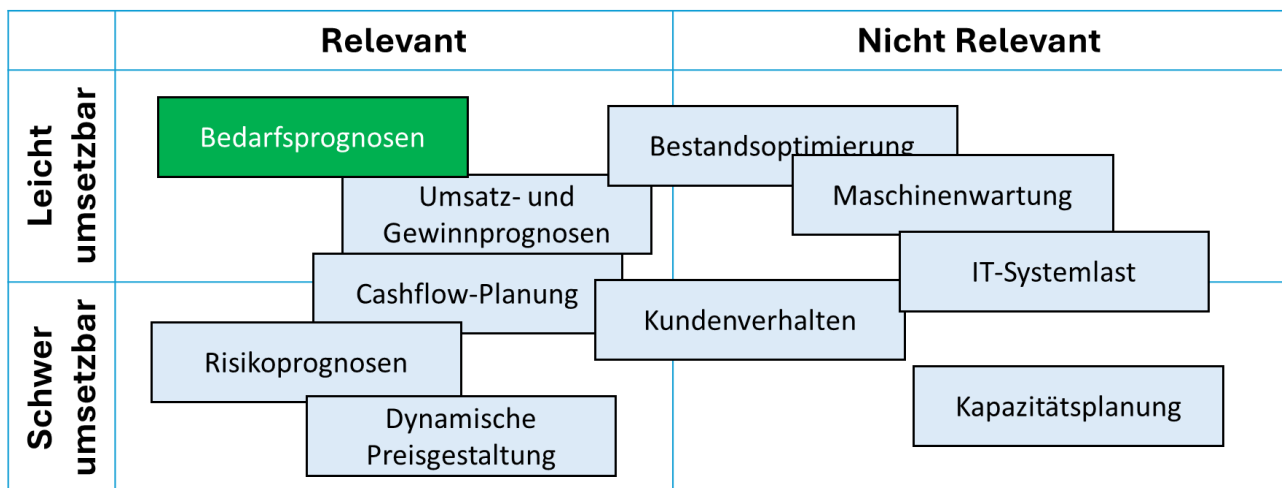 Relevant
Nicht Relevant
Leicht
umsetzbar
Bedarfsprognosen
Bestandsoptimierung
Umsatz- und
Gewinnprognosen
Maschinenwartung
IT-Systemlast
Cashflow-Planung
Kundenverhalten
Schwer
umsetzbar
Risikoprognosen
Dynamische
Preisgestaltung
Kapazitätsplanung